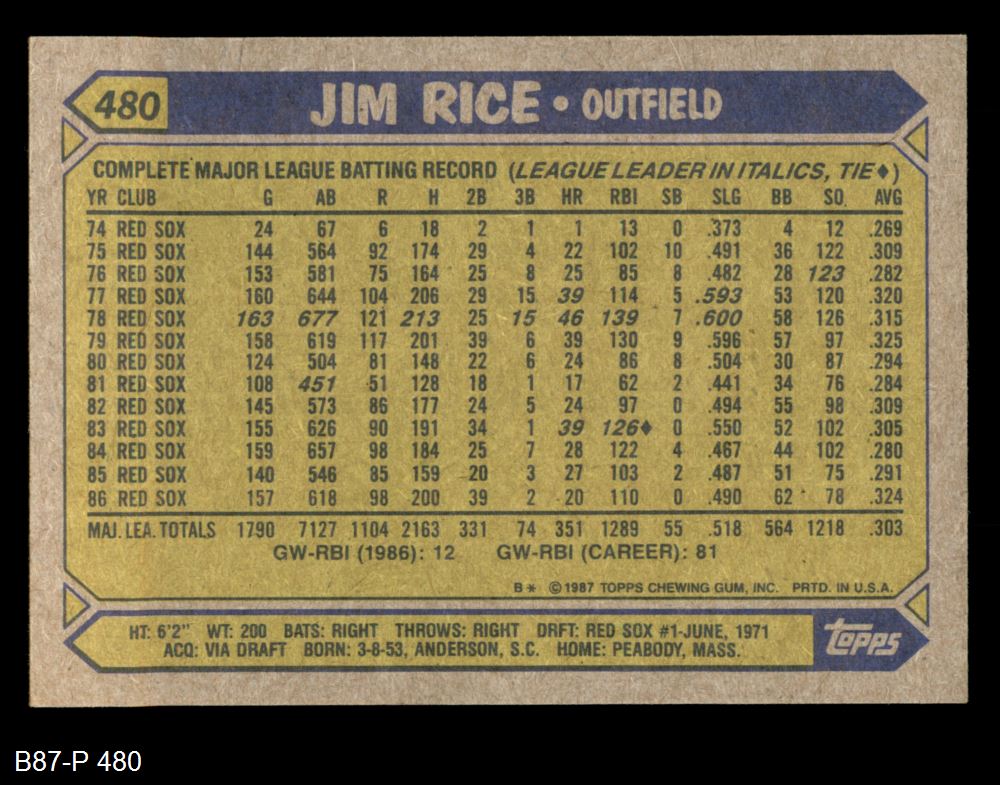 480 JIM RICE • OUTFIELD
COMPLETE MAJOR LEAGUE BATTING RECORD (LEAGUE LEADER IN ITALICS, TIE♦)
YR CLUB G AB R H 2B 3B HR RBI SB SLG BB SO AVG
74 RED SOX 24 67 6 18 2 1 1 13 0 .373 4 12 .269
75 RED SOX 144 564 92 174 29 4 22 102 10 .491 36 122 .309
76 RED SOX 153 581 75 164 25 8 25 85 8 .482 28 123 .282
77 RED SOX 160 644 104 206 29 15 39 114 5 .593 53 120 .320
78 RED SOX 163 677 121 213 25 15 46 139 7 .600 58 126 .315
79 RED SOX 158 619 117 201 39 6 39 130 9 .596 57 97 .325
80 RED SOX 124 504 81 148 22 6 24 86 8 .504 30 87 .294
81 RED SOX 108 451 51 128 18 1 17 62 2 .441 34 76 .284
82 RED SOX 145 573 86 177 24 5 24 97 0 .494 55 98 .309
83 RED SOX 155 626 90 191 34 1 39 126♦ 0 .550 52 102 .305
84 RED SOX 159 657 98 184 25 7 28 122 4 .467 44 102 .280
85 RED SOX 140 546 85 159 20 3 27 103 2 .487 51 75 .291
86 RED SOX 157 618 98 200 39 2 20 110 0 .490 62 78 .324
MAJ. LEA. TOTALS 1790 7127 1104 2163 331 74 351 1289 55 .518 564 1218 .303
GW-RBI (1986): 12 GW-RBI (CAREER): 81
B* © 1987 TOPPS CHEWING GUM, INC. PRTD. IN U.S.A.
HT: 6'2" WT: 200 BATS: RIGHT THROWS: RIGHT DRFT: RED SOX #1-JUNE, 1971
ACQ: VIA DRAFT BORN: 3-8-53, ANDERSON, S.C. HOME: PEABODY, MASS.
topps
B87-P 480